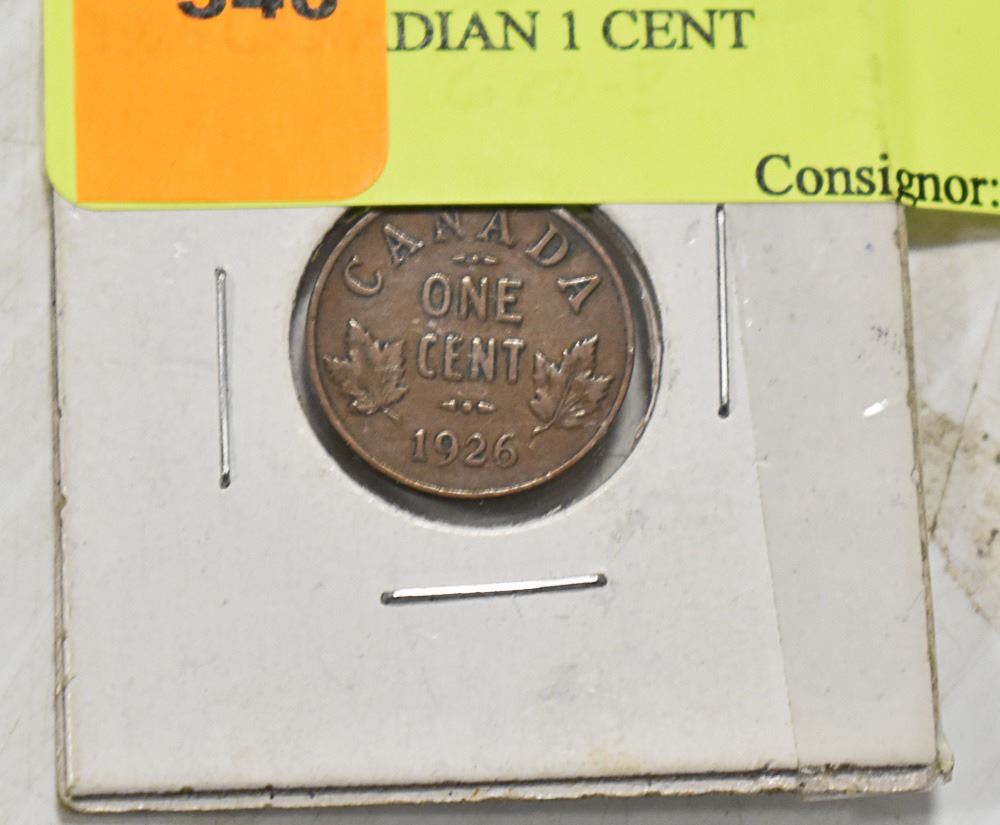 DIAN 1 CENT
Consignor:
CANADA
ONE
CENT
1926